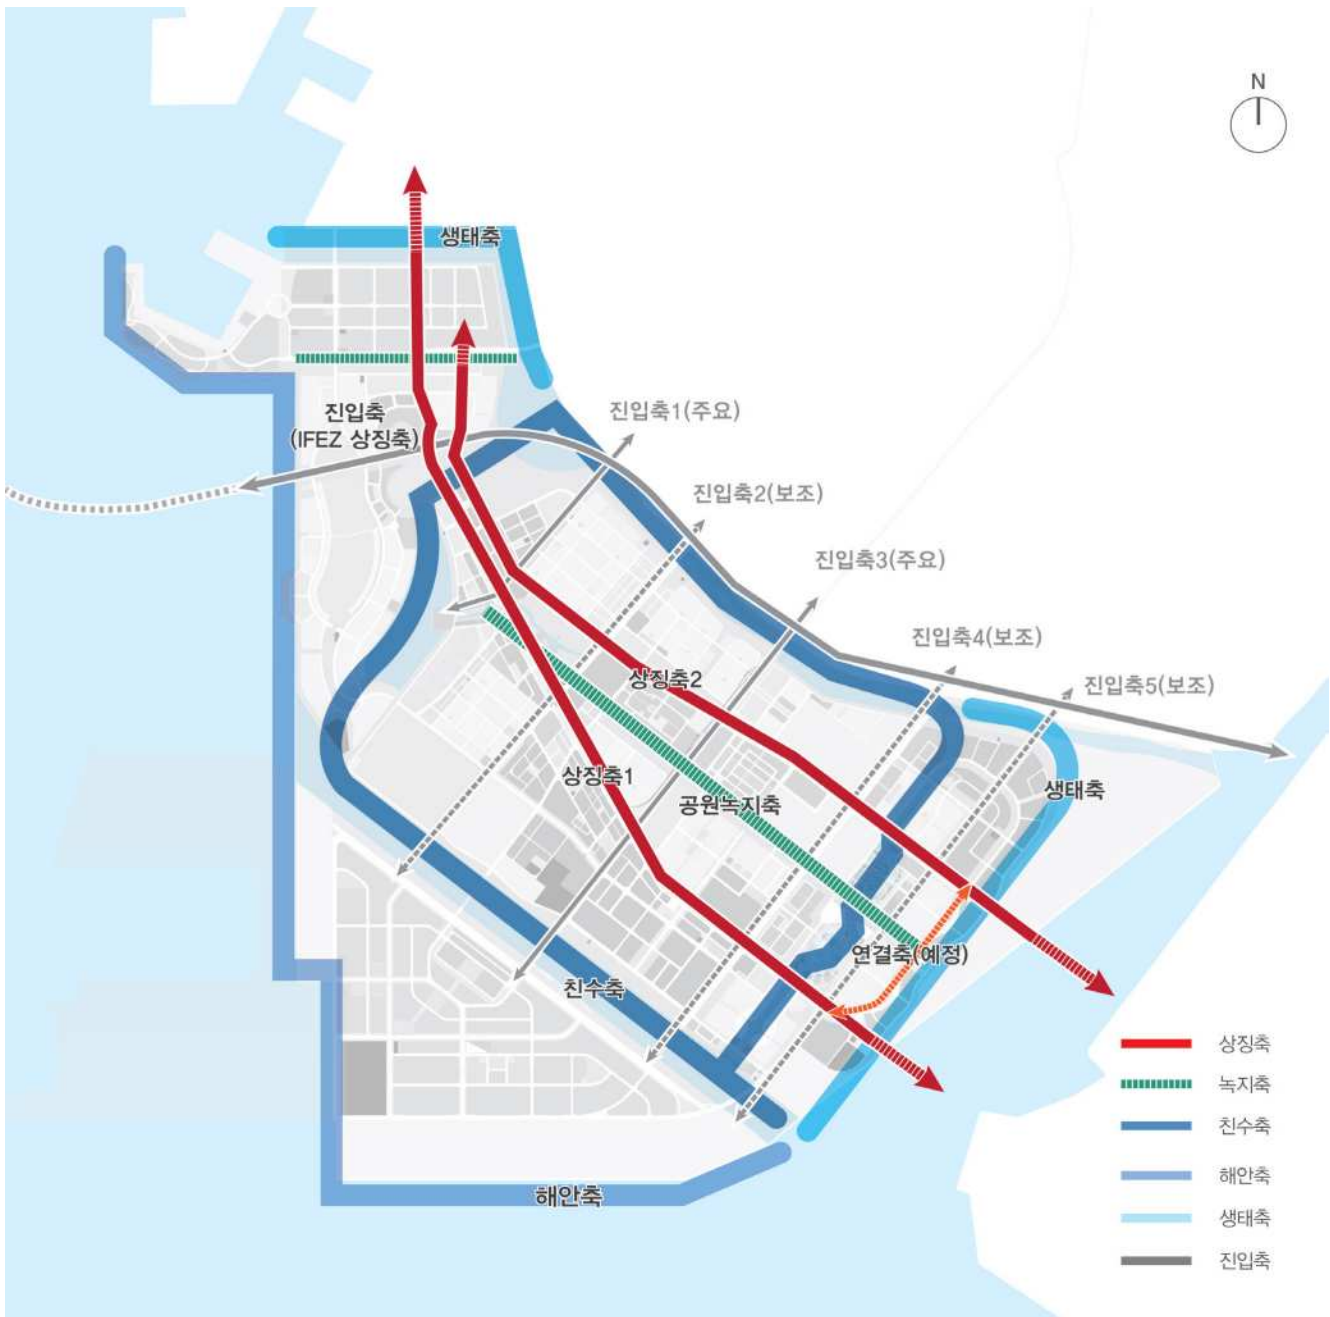 N
생태축
진입축
(IFEZ 상징축)
진입축1(주요)
진입축2(보조)
진입축3(주요)
진입축4(보조)
진입축5(보조)
상징축2
상징축1
공원녹지축
생태축
연결축(예정)
친수축
해안축
상징축
녹지축
친수축
해안축
생태축
진입축